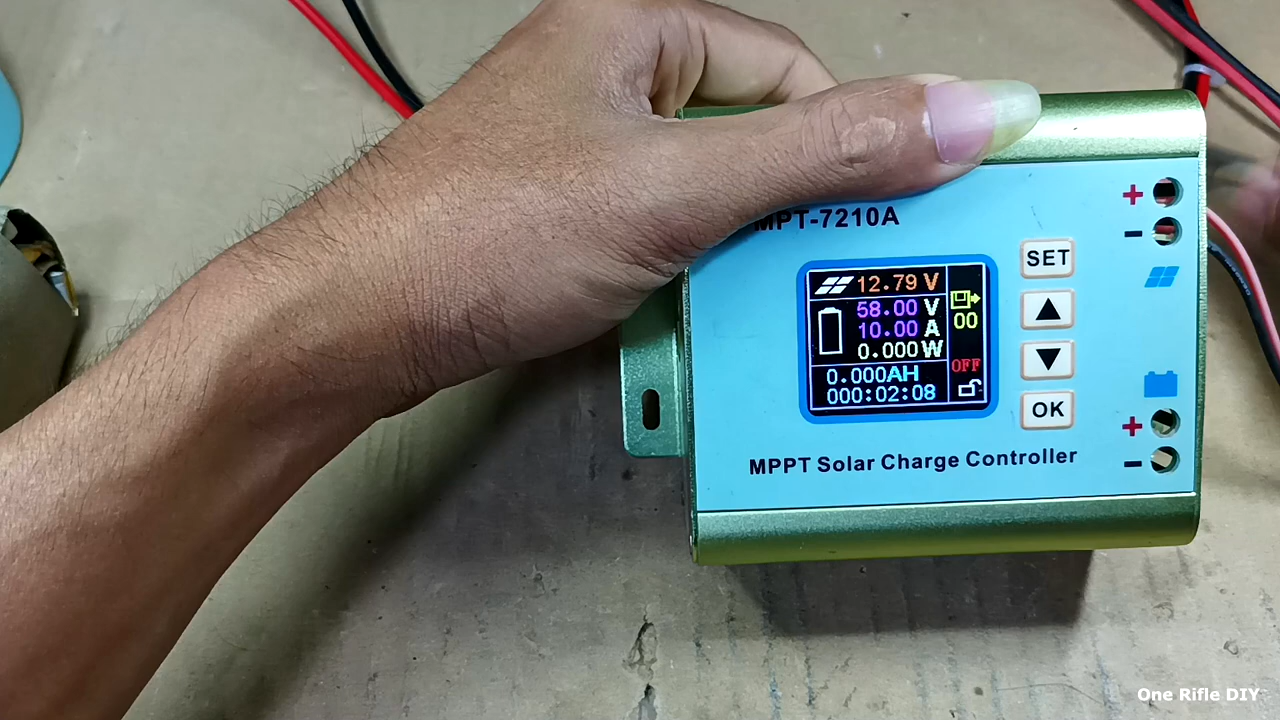 MPT-7210A
12.79 V
58.00 V
10.00 A
0.000 W
0.000AH
000:02:08
00
OFF
SET
OK
+
-
+
-
MPPT Solar Charge Controller
One Rifle DIY